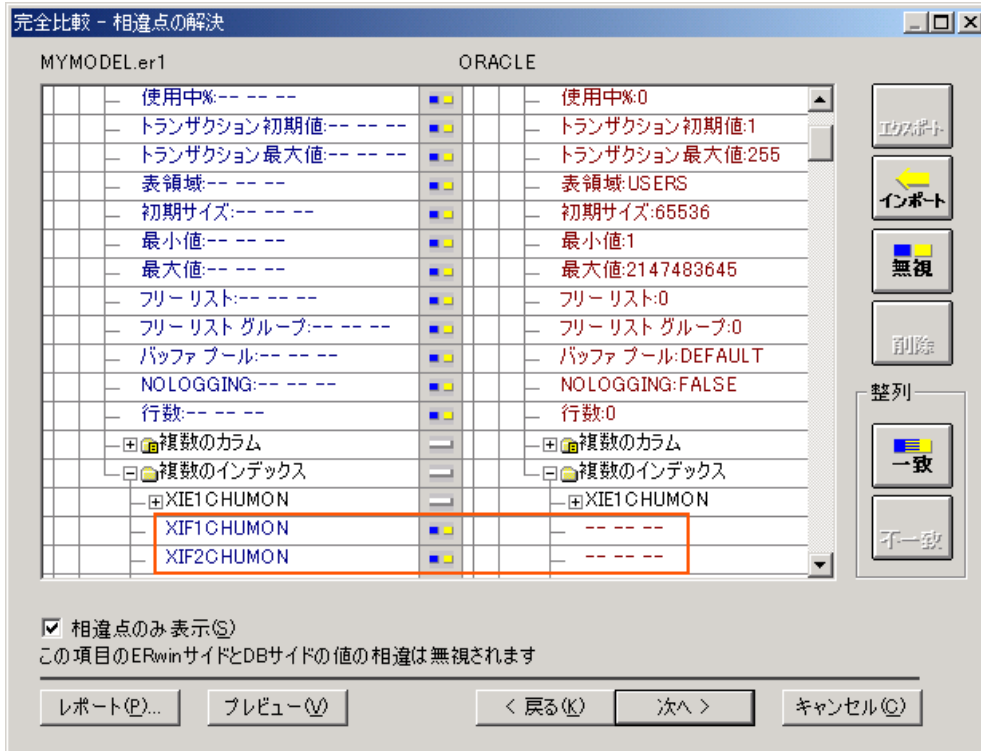 完全比較 - 相違点の解決
MYMODEL.er1 ORACLE
使用中%:-- -- -- 使用中%:0
トランザクション初期値:-- -- -- トランザクション初期値:1
トランザクション最大値:-- -- -- トランザクション最大値:255
表領域:-- -- -- 表領域:USERS
初期サイズ:-- -- -- 初期サイズ:65536
最小値:-- -- -- 最小値:1
最大値:-- -- -- 最大値:2147483645
フリー リスト:-- -- -- フリー リスト:0
フリー リスト グループ:-- -- -- フリー リスト グループ:0
バッファ プール:-- -- -- バッファ プール:DEFAULT
NOLOGGING:-- -- -- NOLOGGING:FALSE
行数:-- -- -- 行数:0
複数のカラム 複数のカラム
複数のインデックス 複数のインデックス
XIE1CHUMON XIE1CHUMON
XIF1CHUMON -- -- --
XIF2CHUMON -- -- --
エクスポート
インポート
無視
削除
整列
一致
不一致
相違点のみ表示(S)
この項目のERwinサイドとDBサイドの値の相違は無視されます
レポート(P)... プレビュー(V) < 戻る(K) 次へ > キャンセル(C)